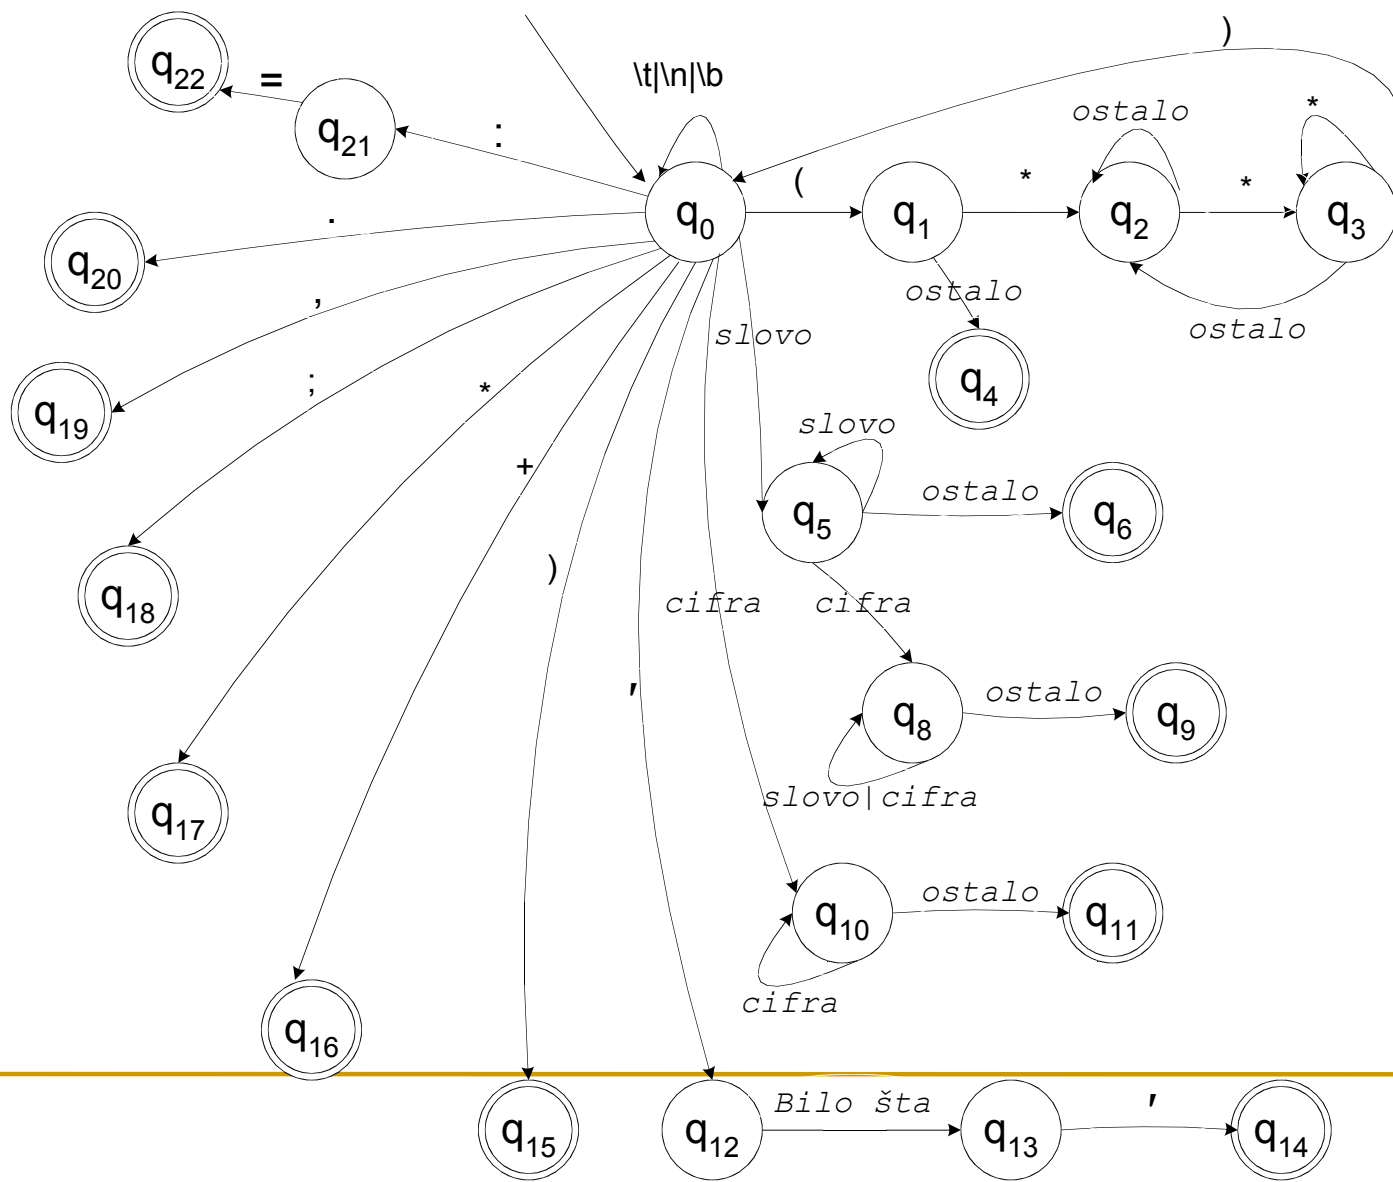 )
\t|\n|\b
q22
=
*
ostalo
q21
:
(
*
*
q0
q1
q2
q3
.
q20
,
ostalo
ostalo
slovo
;
*
q4
q19
slovo
+
ostalo
q5
q6
)
cifra
cifra
q18
,
ostalo
q8
q9
slovo|cifra
q17
ostalo
q10
q11
cifra
q16
Bilo šta
,
q15
q12
q13
q14